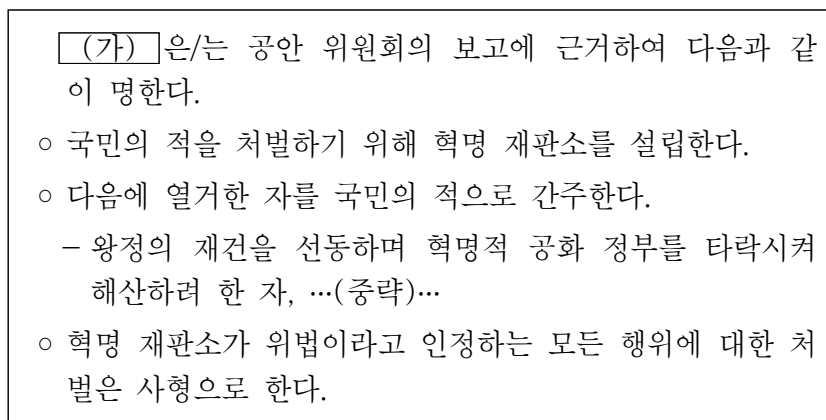 (가) 은/는 공안 위원회의 보고에 근거하여 다음과 같
이 명한다.
○ 국민의 적을 처벌하기 위해 혁명 재판소를 설립한다.
○ 다음에 열거한 자를 국민의 적으로 간주한다.
– 왕정의 재건을 선동하며 혁명적 공화 정부를 타락시켜
해산하려 한 자, …(중략)…
○ 혁명 재판소가 위법이라고 인정하는 모든 행위에 대한 처
벌은 사형으로 한다.